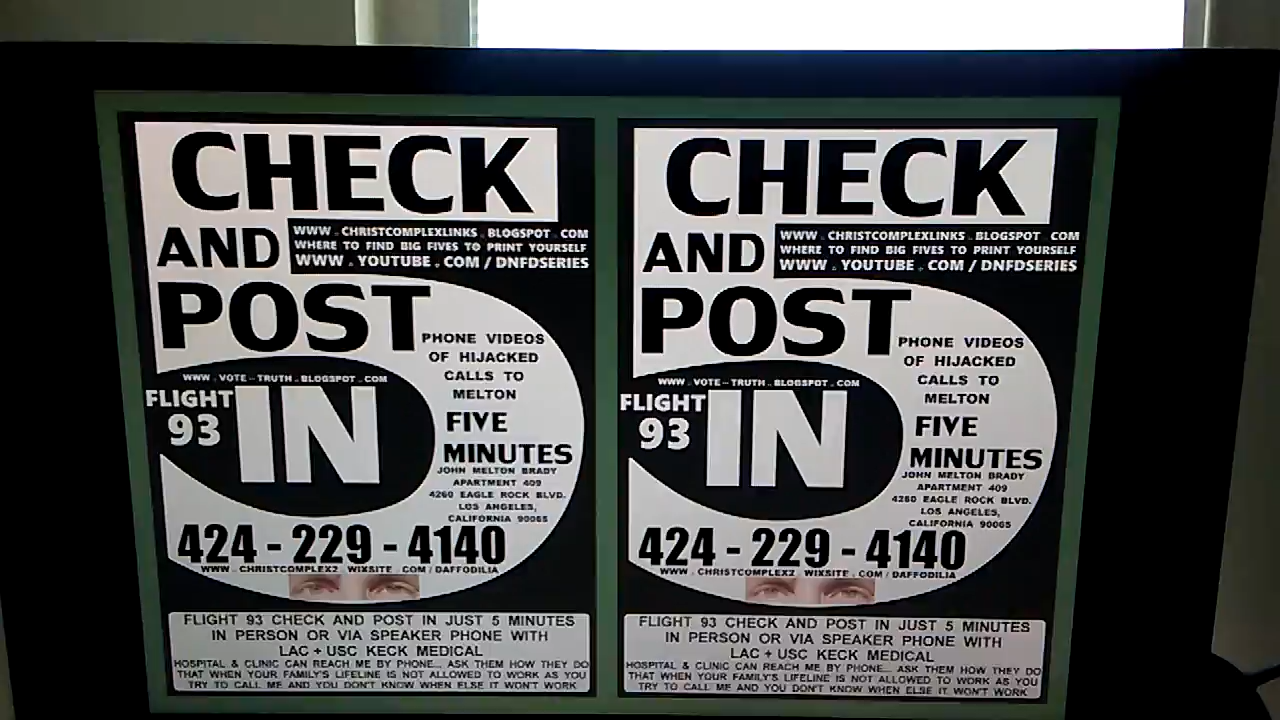 CHECK
AND
WWW . CHRISTCOMPLEXLINKS . BLOGSPOT . COM
WHERE TO FIND BIG FIVES TO PRINT YOURSELF
WWW . YOUTUBE . COM / DNFDSERIES
POST
PHONE VIDEOS
OF HIJACKED
CALLS TO
MELTON
WWW . VOTE - TRUTH . BLOGSPOT . COM
FLIGHT
93
IN
FIVE
MINUTES
JOHN MELTON BRADY
APARTMENT 409
4260 EAGLE ROCK BLVD.
LOS ANGELES,
CALIFORNIA 90065
424 - 229 - 4140
WWW . CHRISTCOMPLEX2 . WIXSITE . COM / DAFFODILIA
FLIGHT 93 CHECK AND POST IN JUST 5 MINUTES
IN PERSON OR VIA SPEAKER PHONE WITH
LAC + USC KECK MEDICAL
HOSPITAL & CLINIC CAN REACH ME BY PHONE... ASK THEM HOW THEY DO
THAT WHEN YOUR FAMILY'S LIFELINE IS NOT ALLOWED TO WORK AS YOU
TRY TO CALL ME AND YOU DON'T KNOW WHEN ELSE IT WON'T WORK
CHECK
AND
WWW . CHRISTCOMPLEXLINKS . BLOGSPOT . COM
WHERE TO FIND BIG FIVES TO PRINT YOURSELF
WWW . YOUTUBE . COM / DNFDSERIES
POST
PHONE VIDEOS
OF HIJACKED
CALLS TO
MELTON
WWW . VOTE - TRUTH . BLOGSPOT . COM
FLIGHT
93
IN
FIVE
MINUTES
JOHN MELTON BRADY
APARTMENT 409
4260 EAGLE ROCK BLVD.
LOS ANGELES,
CALIFORNIA 90065
424 - 229 - 4140
WWW . CHRISTCOMPLEX2 . WIXSITE . COM / DAFFODILIA
FLIGHT 93 CHECK AND POST IN JUST 5 MINUTES
IN PERSON OR VIA SPEAKER PHONE WITH
LAC + USC KECK MEDICAL
HOSPITAL & CLINIC CAN REACH ME BY PHONE... ASK THEM HOW THEY DO
THAT WHEN YOUR FAMILY'S LIFELINE IS NOT ALLOWED TO WORK AS YOU
TRY TO CALL ME AND YOU DON'T KNOW WHEN ELSE IT WON'T WORK